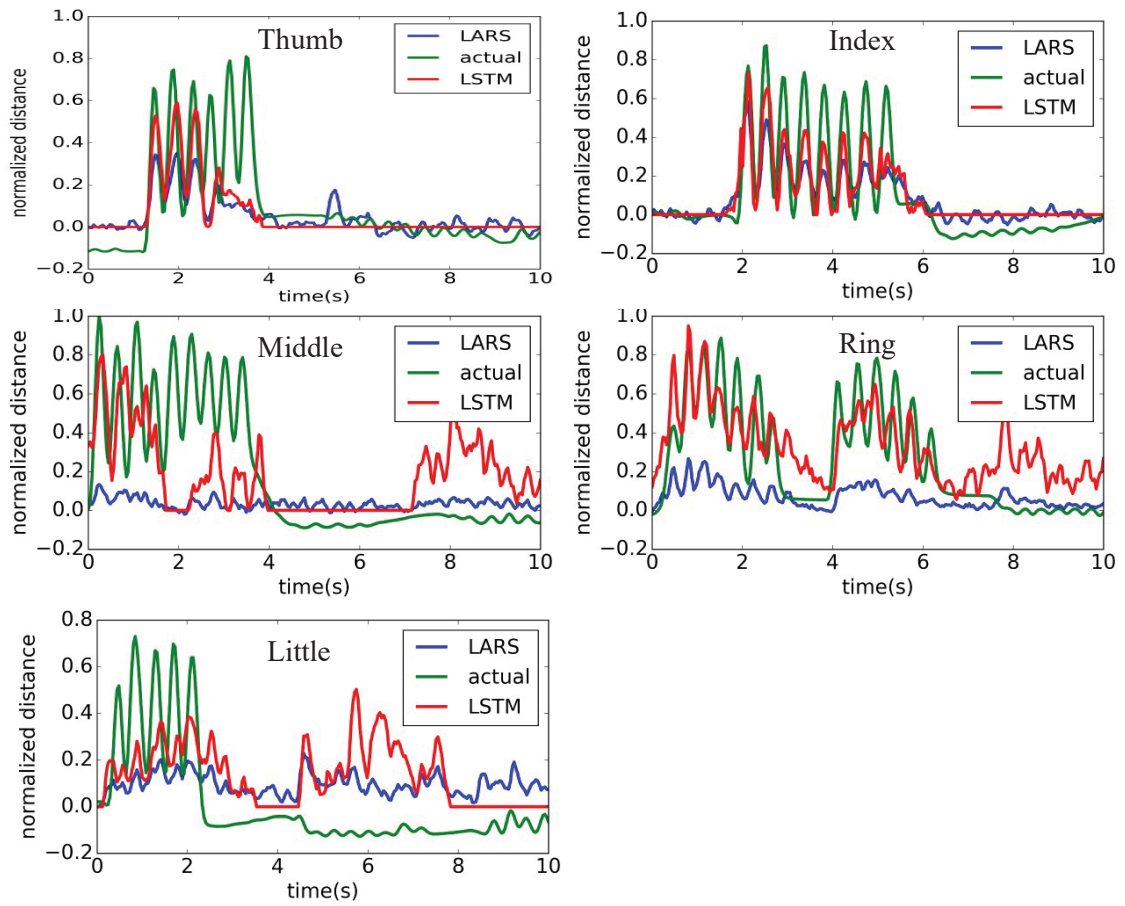 Thumb
LARS
actual
LSTM
normalized distance
1.0
0.8
0.6
0.4
0.2
0.0
−0.2
0 2 4 6 8 10
time(s)
Index
LARS
actual
LSTM
normalized distance
1.0
0.8
0.6
0.4
0.2
0.0
−0.2
0 2 4 6 8 10
time(s)
Middle
LARS
actual
LSTM
normalized distance
1.0
0.8
0.6
0.4
0.2
0.0
−0.2
0 2 4 6 8 10
time(s)
Ring
LARS
actual
LSTM
normalized distance
1.0
0.8
0.6
0.4
0.2
0.0
−0.2
0 2 4 6 8 10
time(s)
Little
LARS
actual
LSTM
normalized distance
0.8
0.6
0.4
0.2
0.0
−0.2
0 2 4 6 8 10
time(s)